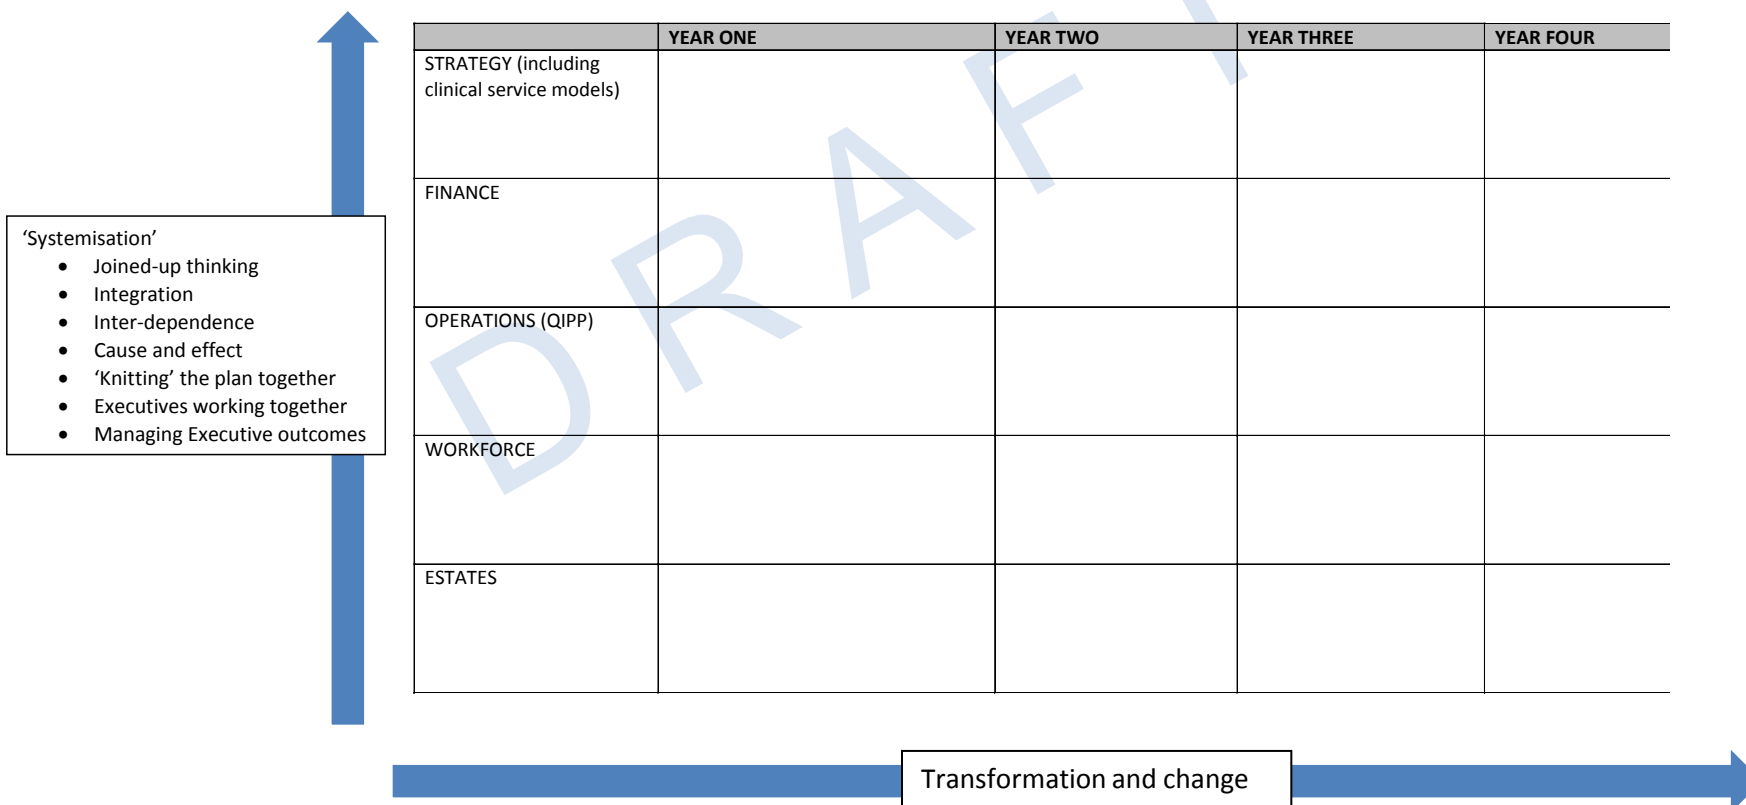 YEAR ONE YEAR TWO YEAR THREE YEAR FOUR
STRATEGY (including
clinical service models)
FINANCE
OPERATIONS (QIPP)
WORKFORCE
ESTATES
‘Systemisation’
• Joined-up thinking
• Integration
• Inter-dependence
• Cause and effect
• ‘Knitting’ the plan together
• Executives working together
• Managing Executive outcomes
Transformation and change
DRAFT